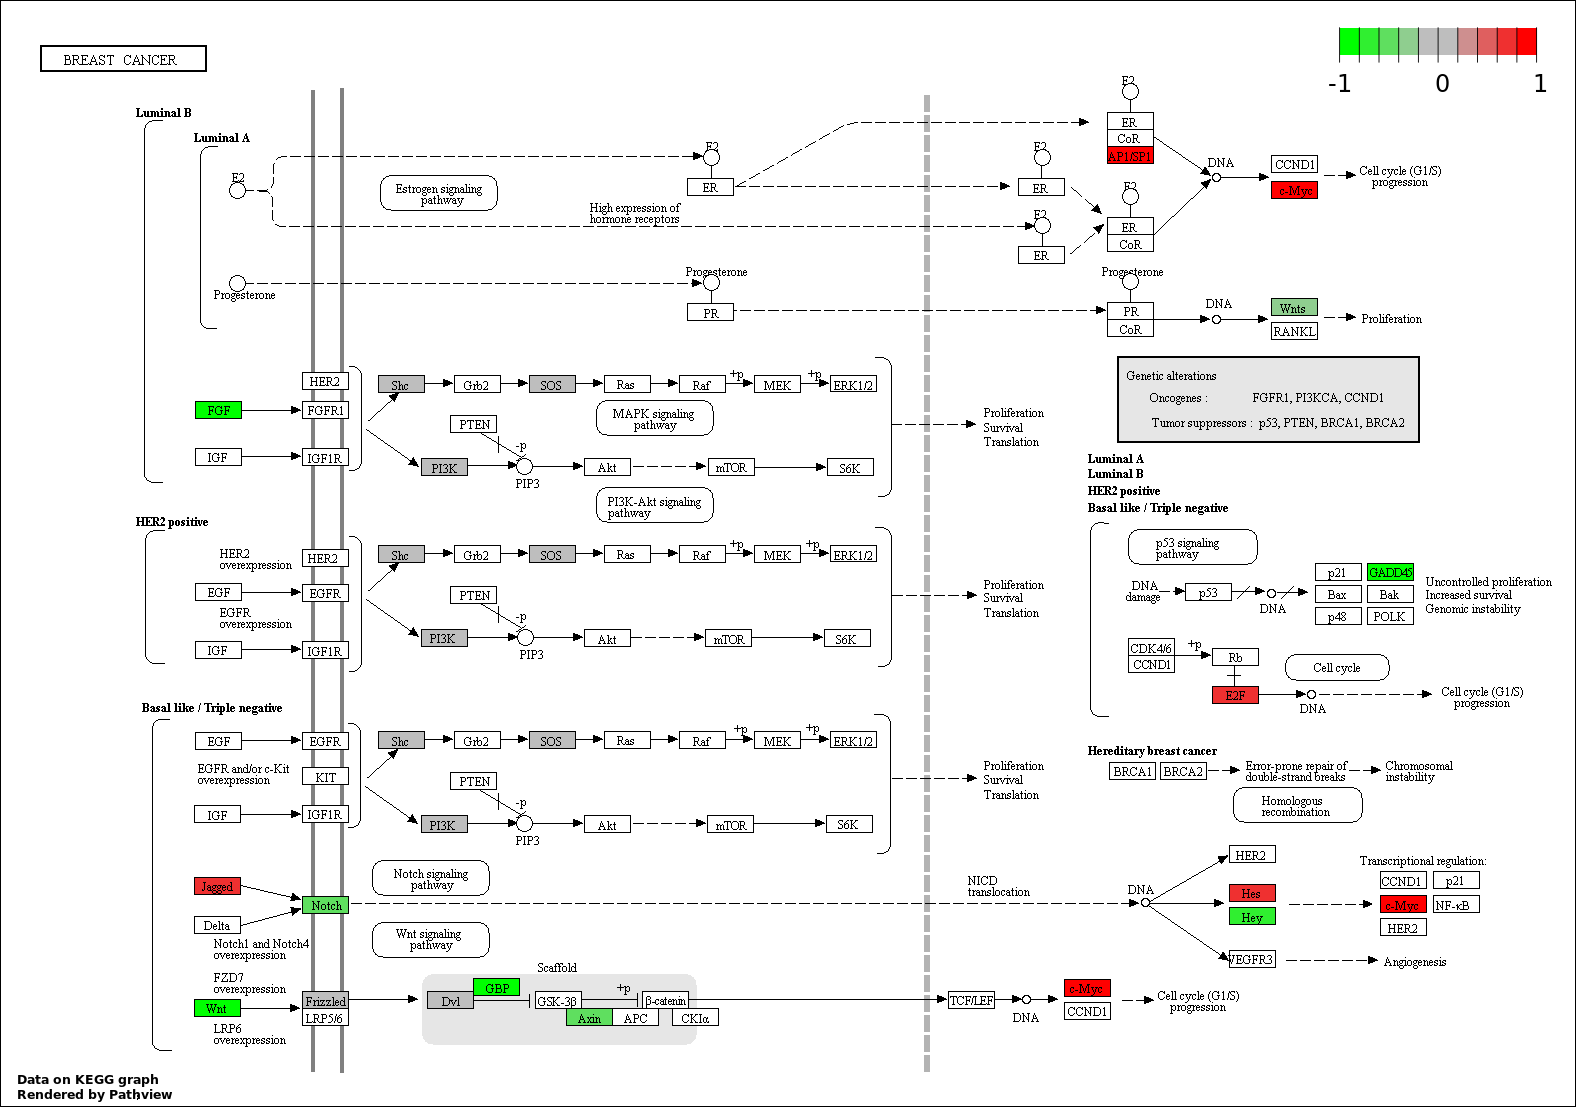 BREAST CANCER
-1 0 1
Luminal B
Luminal A
E2
Estrogen signaling
pathway
High expression of
hormone receptors
E2
ER
E2
ER
E2
ER
E2
ER
CoR
AP1/SP1
E2
ER
CoR
DNA
CCND1
c-Myc
Cell cycle (G1/S)
progression
Progesterone
Progesterone
PR
Progesterone
PR
CoR
DNA
Wnts
RANKL
Proliferation
HER2
FGF
FGFR1
IGF
IGF1R
Shc
Grb2
SOS
Ras
Raf
+p
MEK
+p
ERK1/2
MAPK signaling
pathway
PTEN
-p
PI3K
PIP3
Akt
mTOR
S6K
PI3K-Akt signaling
pathway
Proliferation
Survival
Translation
Genetic alterations
Oncogenes : FGFR1, PI3KCA, CCND1
Tumor suppressors : p53, PTEN, BRCA1, BRCA2
HER2 positive
HER2
overexpression
HER2
EGF
EGFR
EGFR
overexpression
IGF
IGF1R
Shc
Grb2
SOS
Ras
Raf
+p
MEK
+p
ERK1/2
PTEN
-p
PI3K
PIP3
Akt
mTOR
S6K
Proliferation
Survival
Translation
Luminal A
Luminal B
HER2 positive
Basal like / Triple negative
p53 signaling
pathway
DNA
damage
p53
DNA
p21
GADD45
Bax
Bak
p48
POLK
Uncontrolled proliferation
Increased survival
Genomic instability
CDK4/6
CCND1
+p
Rb
E2F
Cell cycle
DNA
Cell cycle (G1/S)
progression
Basal like / Triple negative
EGF
EGFR
EGFR and/or c-Kit
overexpression
KIT
IGF
IGF1R
Shc
Grb2
SOS
Ras
Raf
+p
MEK
+p
ERK1/2
PTEN
-p
PI3K
PIP3
Akt
mTOR
S6K
Proliferation
Survival
Translation
Hereditary breast cancer
BRCA1
BRCA2
Error-prone repair of
double-strand breaks
Chromosomal
instability
Homologous
recombination
Jagged
Notch
Delta
Notch1 and Notch4
overexpression
Notch signaling
pathway
NICD
translocation
DNA
HER2
Hes
Hey
VEGFR3
Transcriptional regulation:
CCND1
p21
c-Myc
NF-κB
HER2
Angiogenesis
Wnt signaling
pathway
FZD7
overexpression
Wnt
Frizzled
LRP5/6
LRP6
overexpression
Scaffold
Dvl
GBP
GSK-3β
+p
β-catenin
Axin
APC
CKIα
TCF/LEF
DNA
c-Myc
CCND1
Cell cycle (G1/S)
progression
Data on KEGG graph
Rendered by Pathview